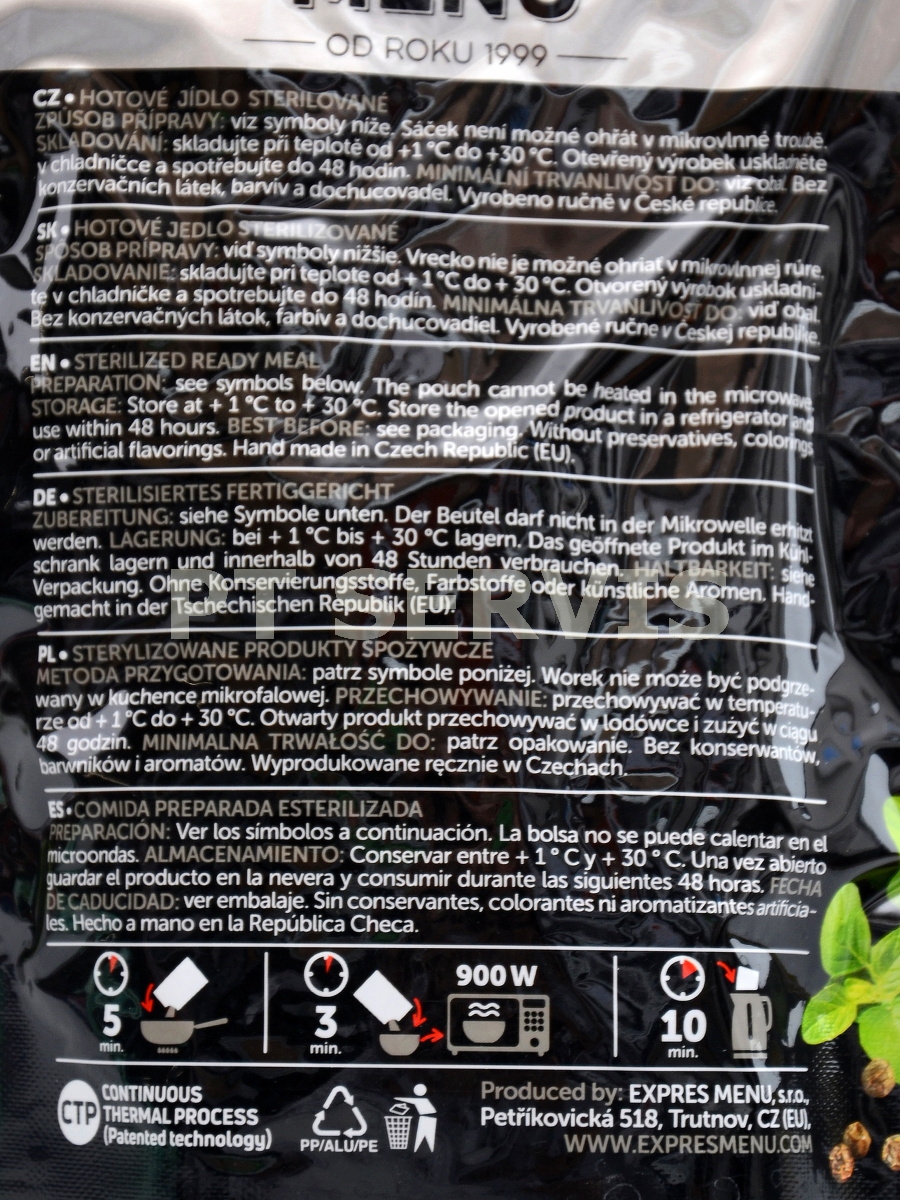 MENU
OD ROKU 1999
CZ • HOTOVÉ JÍDLO STERILOVANÉ
ZPŮSOB PŘÍPRAVY: viz symboly níže. Sáček není možné ohřát v mikrovlnné troubě.
SKLADOVÁNÍ: skladujte při teplotě od +1 °C do +30 °C. Otevřený výrobek uskladněte
v chladničce a spotřebujte do 48 hodin. MINIMÁLNÍ TRVANLIVOST DO: viz obal. Bez
konzervačních látek, barviv a dochucovadel. Vyrobeno ručně v České republice.
SK • HOTOVÉ JEDLO STERILIZOVANÉ
SPÔSOB PRÍPRAVY: viď symboly nižšie. Vrecko nie je možné ohriať v mikrovlnnej rúre.
SKLADOVANIE: skladujte pri teplote od + 1 °C do + 30 °C. Otvorený výrobok uskladni-
te v chladničke a spotrebujte do 48 hodín. MINIMÁLNA TRVANLIVOSŤ DO: viď obal.
Bez konzervačných látok, farbív a dochucovadiel. Vyrobené ručne v Českej republike.
EN • STERILIZED READY MEAL
PREPARATION: see symbols below. The pouch cannot be heated in the microwave.
STORAGE: Store at + 1 °C to + 30 °C. Store the opened product in a refrigerator and
use within 48 hours. BEST BEFORE: see packaging. Without preservatives, colorings
or artificial flavorings. Hand made in Czech Republic (EU).
DE • STERILISIERTES FERTIGGERICHT
ZUBEREITUNG: siehe Symbole unten. Der Beutel darf nicht in der Mikrowelle erhitzt
werden. LAGERUNG: bei + 1 °C bis + 30 °C lagern. Das geöffnete Produkt im Kühl-
schrank lagern und innerhalb von 48 Stunden verbrauchen. HALTBARKEIT: siehe
Verpackung. Ohne Konservierungsstoffe, Farbstoffe oder künstliche Aromen. Hand-
gemacht in der Tschechischen Republik (EU).
PT SERVIS
PL • STERYLIZOWANE PRODUKTY SPOŻYWCZE
METODA PRZYGOTOWANIA: patrz symbole poniżej. Worek nie może być podgrze-
wany w kuchence mikrofalowej. PRZECHOWYWANIE: przechowywać w temperatu-
rze od + 1 °C do + 30 °C. Otwarty produkt przechowywać w lodówce i zużyć w ciągu
48 godzin. MINIMALNA TRWAŁOŚĆ DO: patrz opakowanie. Bez konserwantów,
barwników i aromatów. Wyprodukowane ręcznie w Czechach.
ES • COMIDA PREPARADA ESTERILIZADA
PREPARACIÓN: Ver los símbolos a continuación. La bolsa no se puede calentar en el
microondas. ALMACENAMIENTO: Conservar entre + 1 ° C y + 30 ° C. Una vez abierto
guardar el producto en la nevera y consumir durante las siguientes 48 horas. FECHA
DE CADUCIDAD: ver embalaje. Sin conservantes, colorantes ni aromatizantes artificia-
les. Hecho a mano en la República Checa.
5 min.
3 min.
900 W
10 min.
CTP CONTINUOUS
THERMAL PROCESS
(Patented technology)
PP/ALU/PE
Produced by: EXPRES MENU, s.r.o.,
Petříkovická 518, Trutnov, CZ (EU),
WWW.EXPRESMENU.COM